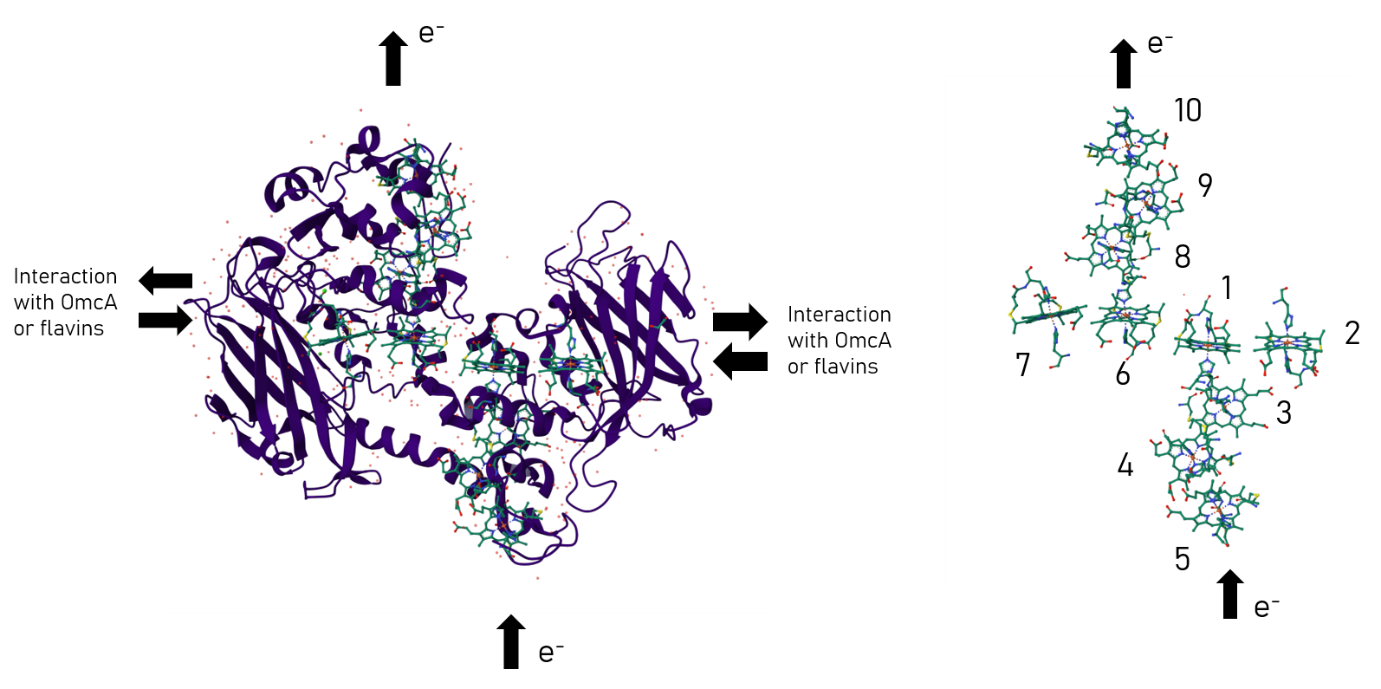 e⁻
Interaction
with OmcA
or flavins
Interaction
with OmcA
or flavins
e⁻
e⁻
10
9
8
1
2
7
6
3
4
5
e⁻